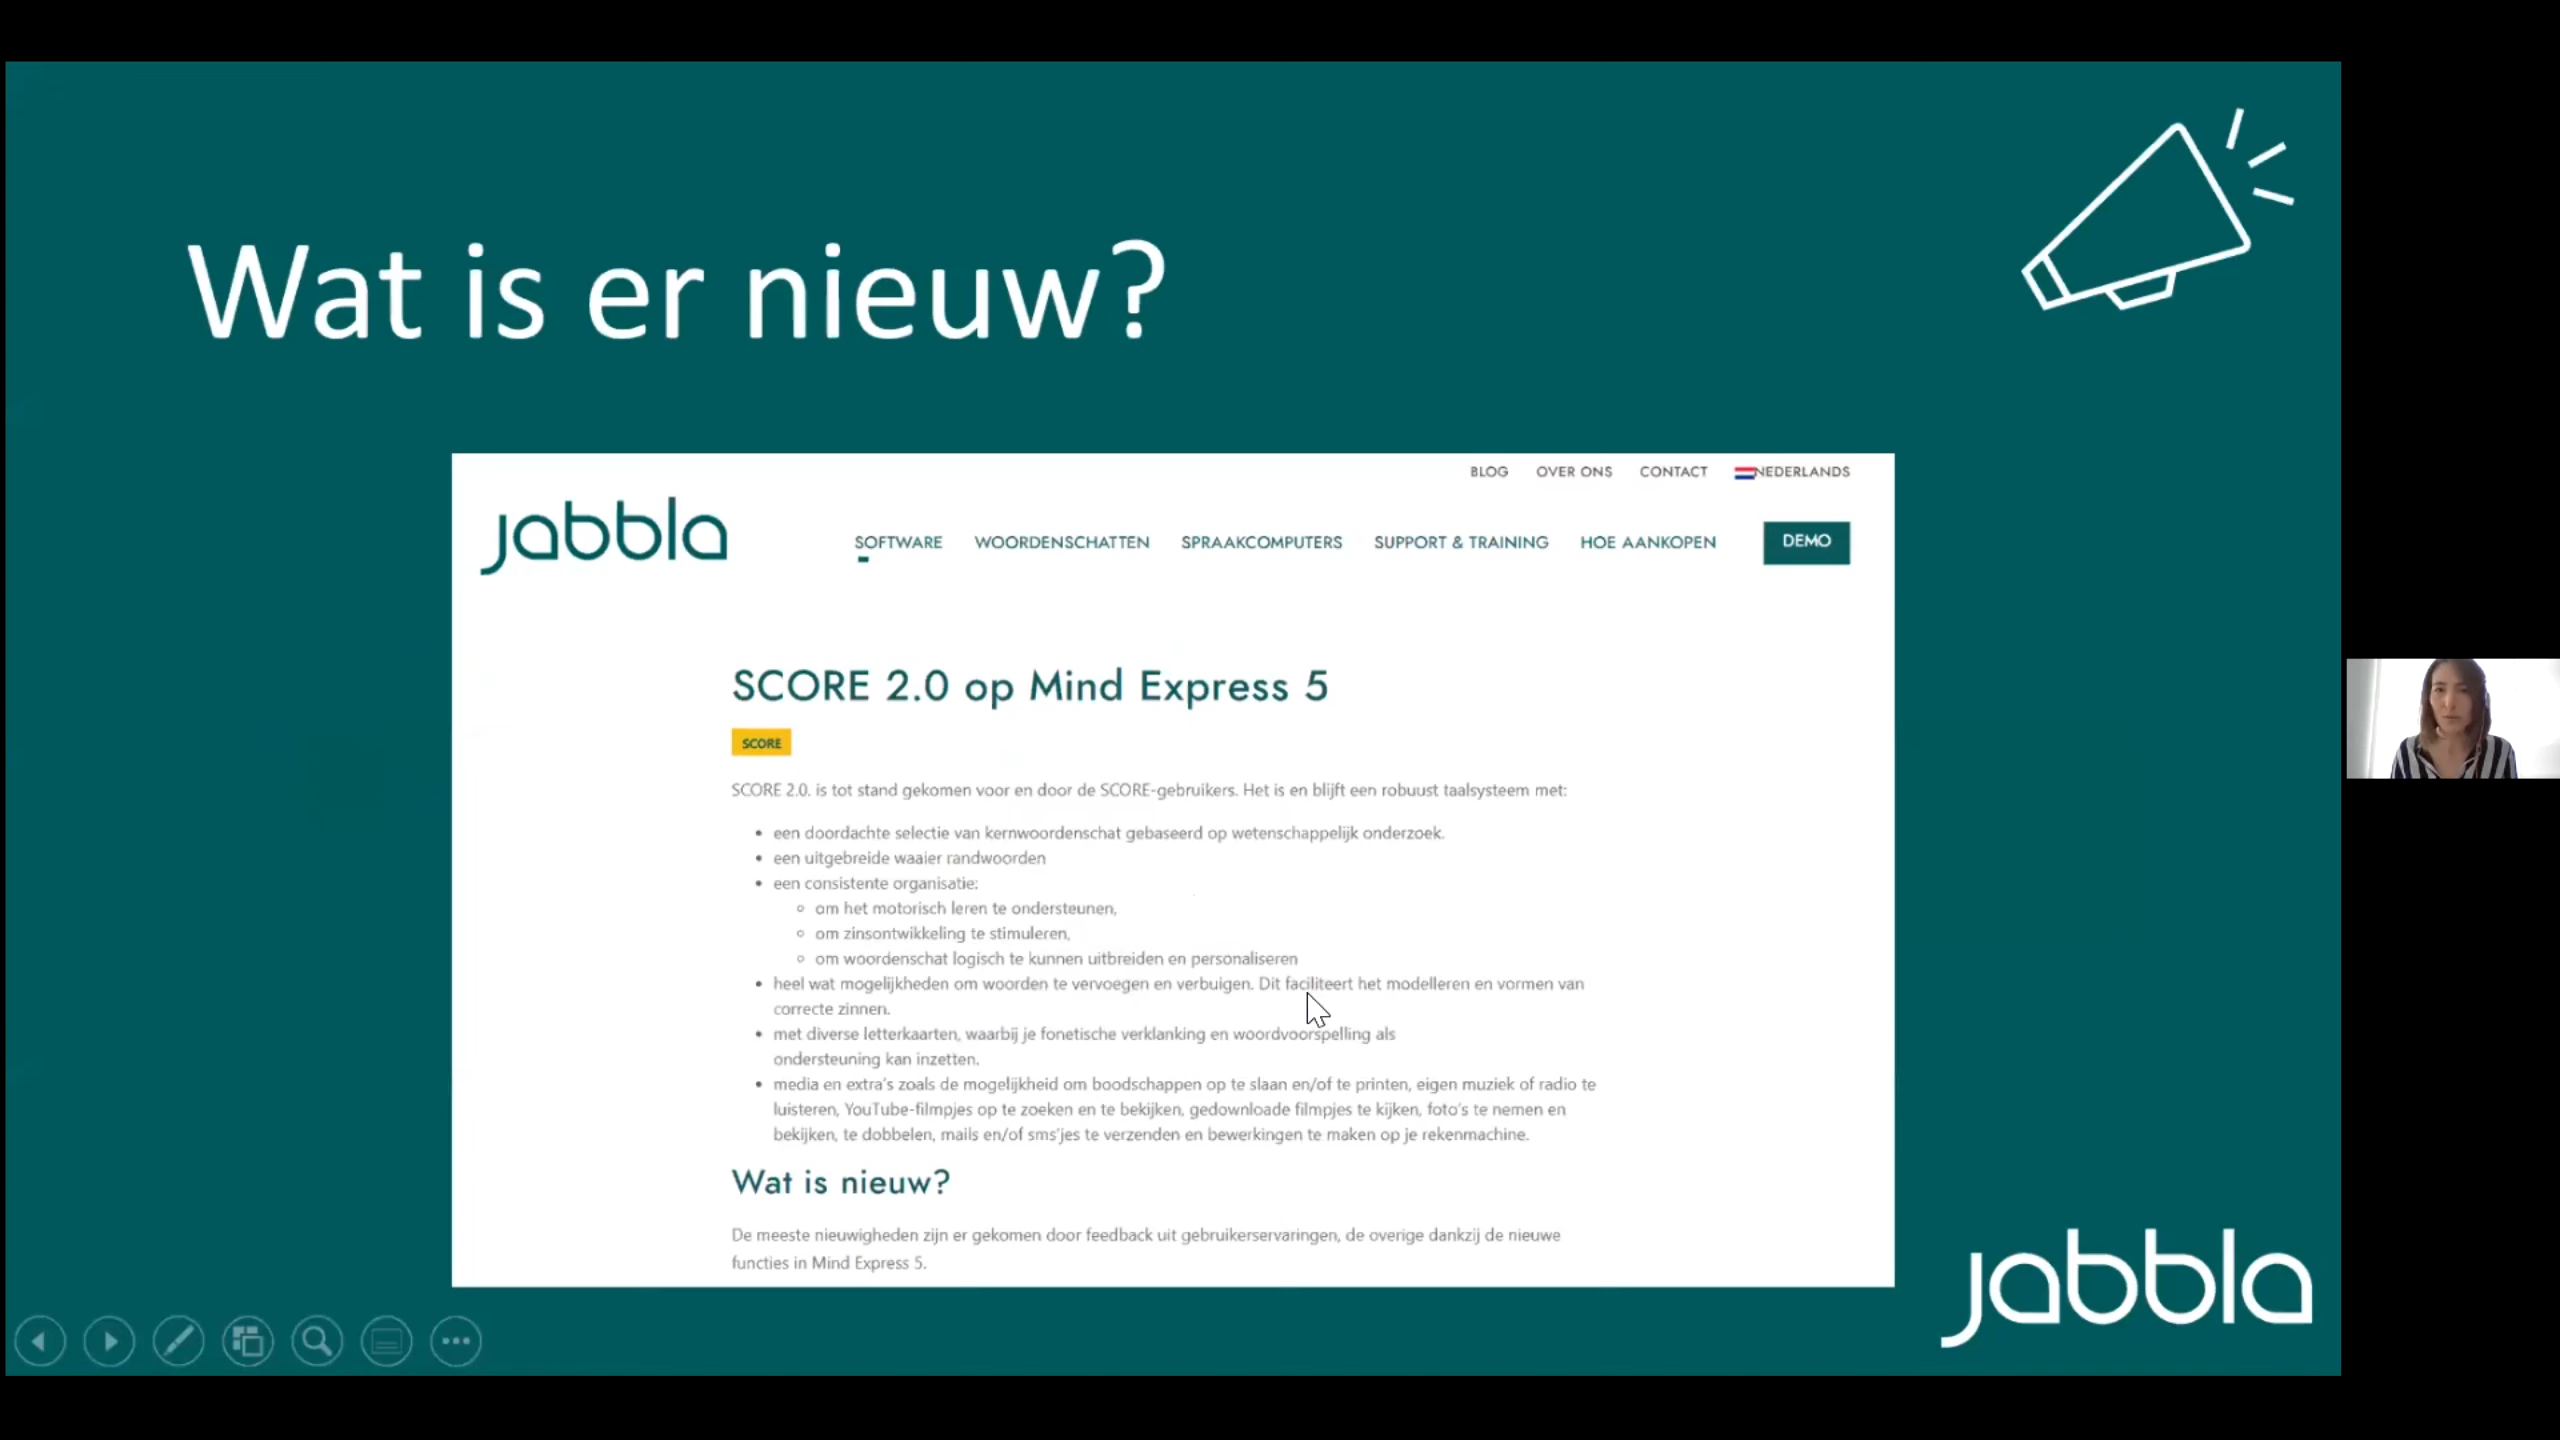 Wat is er nieuw?
BLOG OVER ONS CONTACT NEDERLANDS
jabbla
SOFTWARE WOORDENSCHATTEN SPRAAKCOMPUTERS SUPPORT & TRAINING HOE AANKOPEN DEMO
SCORE 2.0 op Mind Express 5
SCORE
SCORE 2.0. is tot stand gekomen voor en door de SCORE-gebruikers. Het is en blijft een robuust taalsysteem met:
• een doordachte selectie van kernwoordenschat gebaseerd op wetenschappelijk onderzoek.
• een uitgebreide waaier randwoorden
• een consistente organisatie:
○ om het motorisch leren te ondersteunen,
○ om zinsontwikkeling te stimuleren,
○ om woordenschat logisch te kunnen uitbreiden en personaliseren
• heel wat mogelijkheden om woorden te vervoegen en verbuigen. Dit faciliteert het modelleren en vormen van
correcte zinnen.
• met diverse letterkaarten, waarbij je fonetische verklanking en woordvoorspelling als
ondersteuning kan inzetten.
• media en extra's zoals de mogelijkheid om boodschappen op te slaan en/of te printen, eigen muziek of radio te
luisteren, YouTube-filmpjes op te zoeken en te bekijken, gedownloade filmpjes te kijken, foto's te nemen en
bekijken, te dobbelen, mails en/of sms'jes te verzenden en bewerkingen te maken op je rekenmachine.
Wat is nieuw?
De meeste nieuwigheden zijn er gekomen door feedback uit gebruikerservaringen, de overige dankzij de nieuwe
functies in Mind Express 5.
jabbla